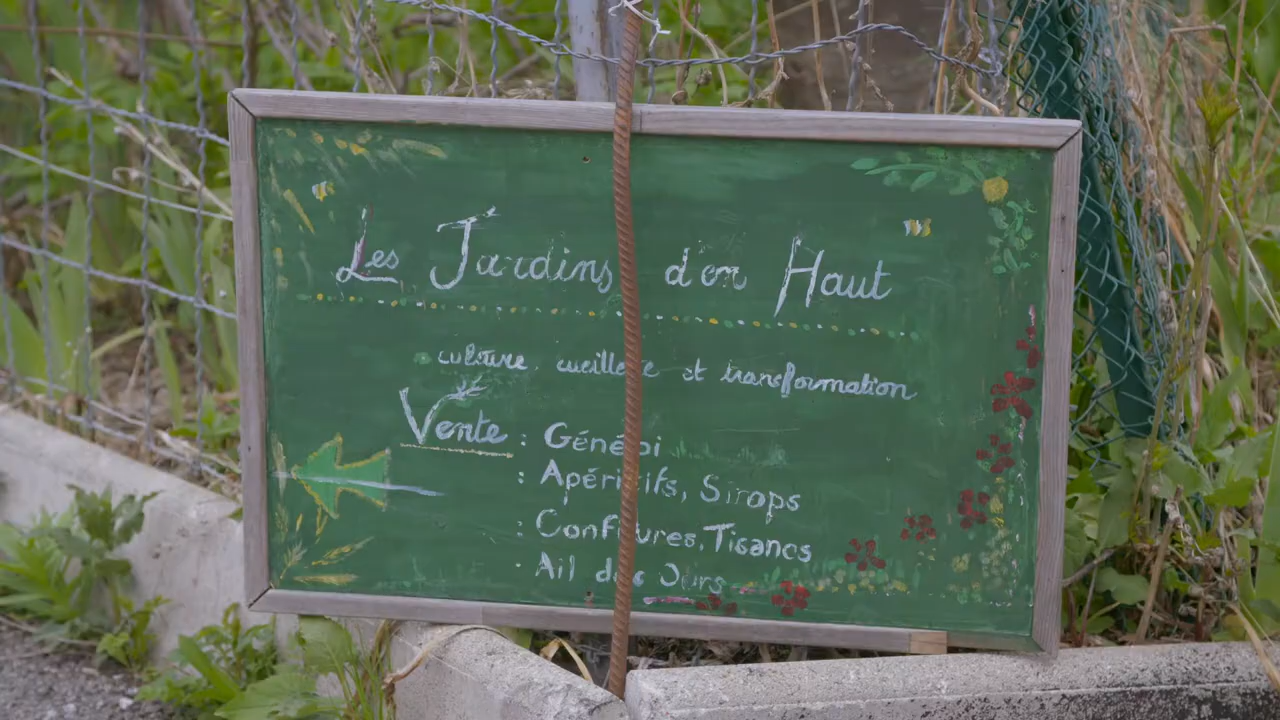 Les Jardins d'en Haut
culture, cueillette et transformation
Vente : Génépi
: Apéritifs, Sirops
: Confitures, Tisanes
· Ail des Ours